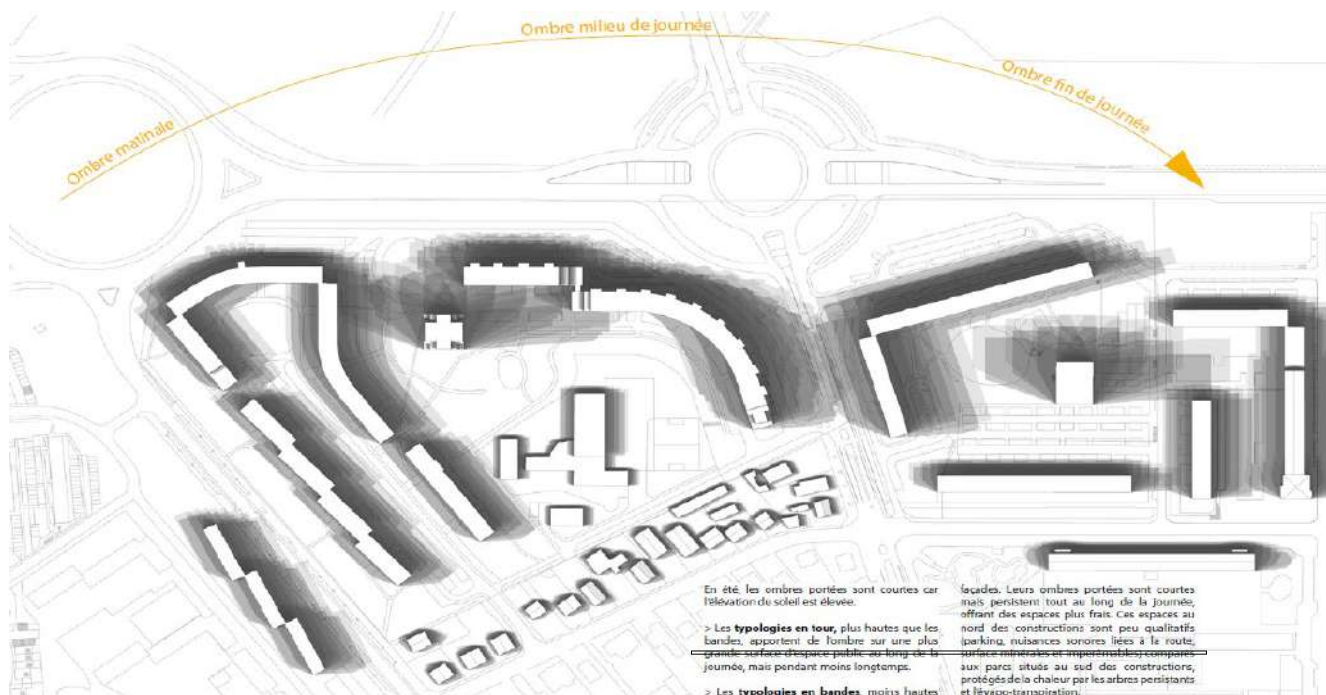 Ombre milieu de journée
Ombre matinale
Ombre fin de journée
En été, les ombres portées sont courtes car
l'élévation du soleil est élevée.
> Les typologies en tour, plus hautes que les
bandes, apportent de l'ombre sur une plus
grande surface d'espace public au long de la
journée, mais pendant moins longtemps.
> Les typologies en bandes, moins hautes
façades. Leurs ombres portées sont courtes
mais persistent tout au long de la journée,
offrant des espaces plus frais. Ces espaces au
nord des constructions sont peu qualitatifs
(parking, nuisances sonores liées à la route,
surface minérales et imperméables) comparés
aux parcs situés au sud des constructions,
protégés de la chaleur par les arbres persistants
et l'évapo-transpiration.